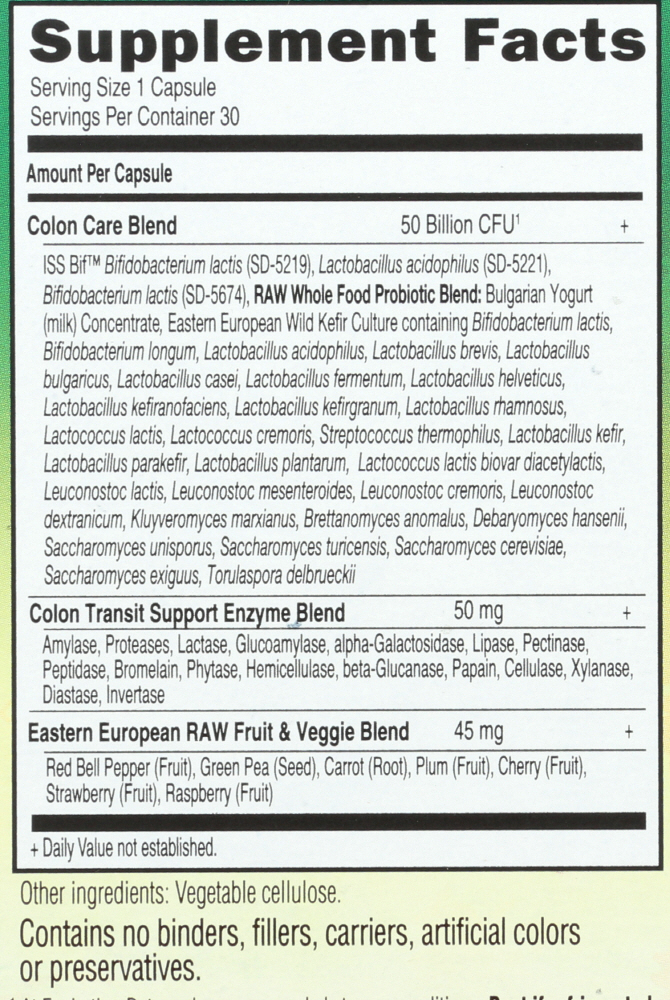 Supplement Facts
Serving Size 1 Capsule
Servings Per Container 30
Amount Per Capsule
Colon Care Blend 50 Billion CFU¹ +
ISS Bif™ Bifidobacterium lactis (SD-5219), Lactobacillus acidophilus (SD-5221),
Bifidobacterium lactis (SD-5674), RAW Whole Food Probiotic Blend: Bulgarian Yogurt
(milk) Concentrate, Eastern European Wild Kefir Culture containing Bifidobacterium lactis,
Bifidobacterium longum, Lactobacillus acidophilus, Lactobacillus brevis, Lactobacillus
bulgaricus, Lactobacillus casei, Lactobacillus fermentum, Lactobacillus helveticus,
Lactobacillus kefiranofaciens, Lactobacillus kefirgranum, Lactobacillus rhamnosus,
Lactococcus lactis, Lactococcus cremoris, Streptococcus thermophilus, Lactobacillus kefir,
Lactobacillus parakefir, Lactobacillus plantarum, Lactococcus lactis biovar diacetylactis,
Leuconostoc lactis, Leuconostoc mesenteroides, Leuconostoc cremoris, Leuconostoc
dextranicum, Kluyveromyces marxianus, Brettanomyces anomalus, Debaryomyces hansenii,
Saccharomyces unisporus, Saccharomyces turicensis, Saccharomyces cerevisiae,
Saccharomyces exiguus, Torulaspora delbrueckii
Colon Transit Support Enzyme Blend 50 mg +
Amylase, Proteases, Lactase, Glucoamylase, alpha-Galactosidase, Lipase, Pectinase,
Peptidase, Bromelain, Phytase, Hemicellulase, beta-Glucanase, Papain, Cellulase, Xylanase,
Diastase, Invertase
Eastern European RAW Fruit & Veggie Blend 45 mg +
Red Bell Pepper (Fruit), Green Pea (Seed), Carrot (Root), Plum (Fruit), Cherry (Fruit),
Strawberry (Fruit), Raspberry (Fruit)
+ Daily Value not established.
Other ingredients: Vegetable cellulose.
Contains no binders, fillers, carriers, artificial colors
or preservatives.